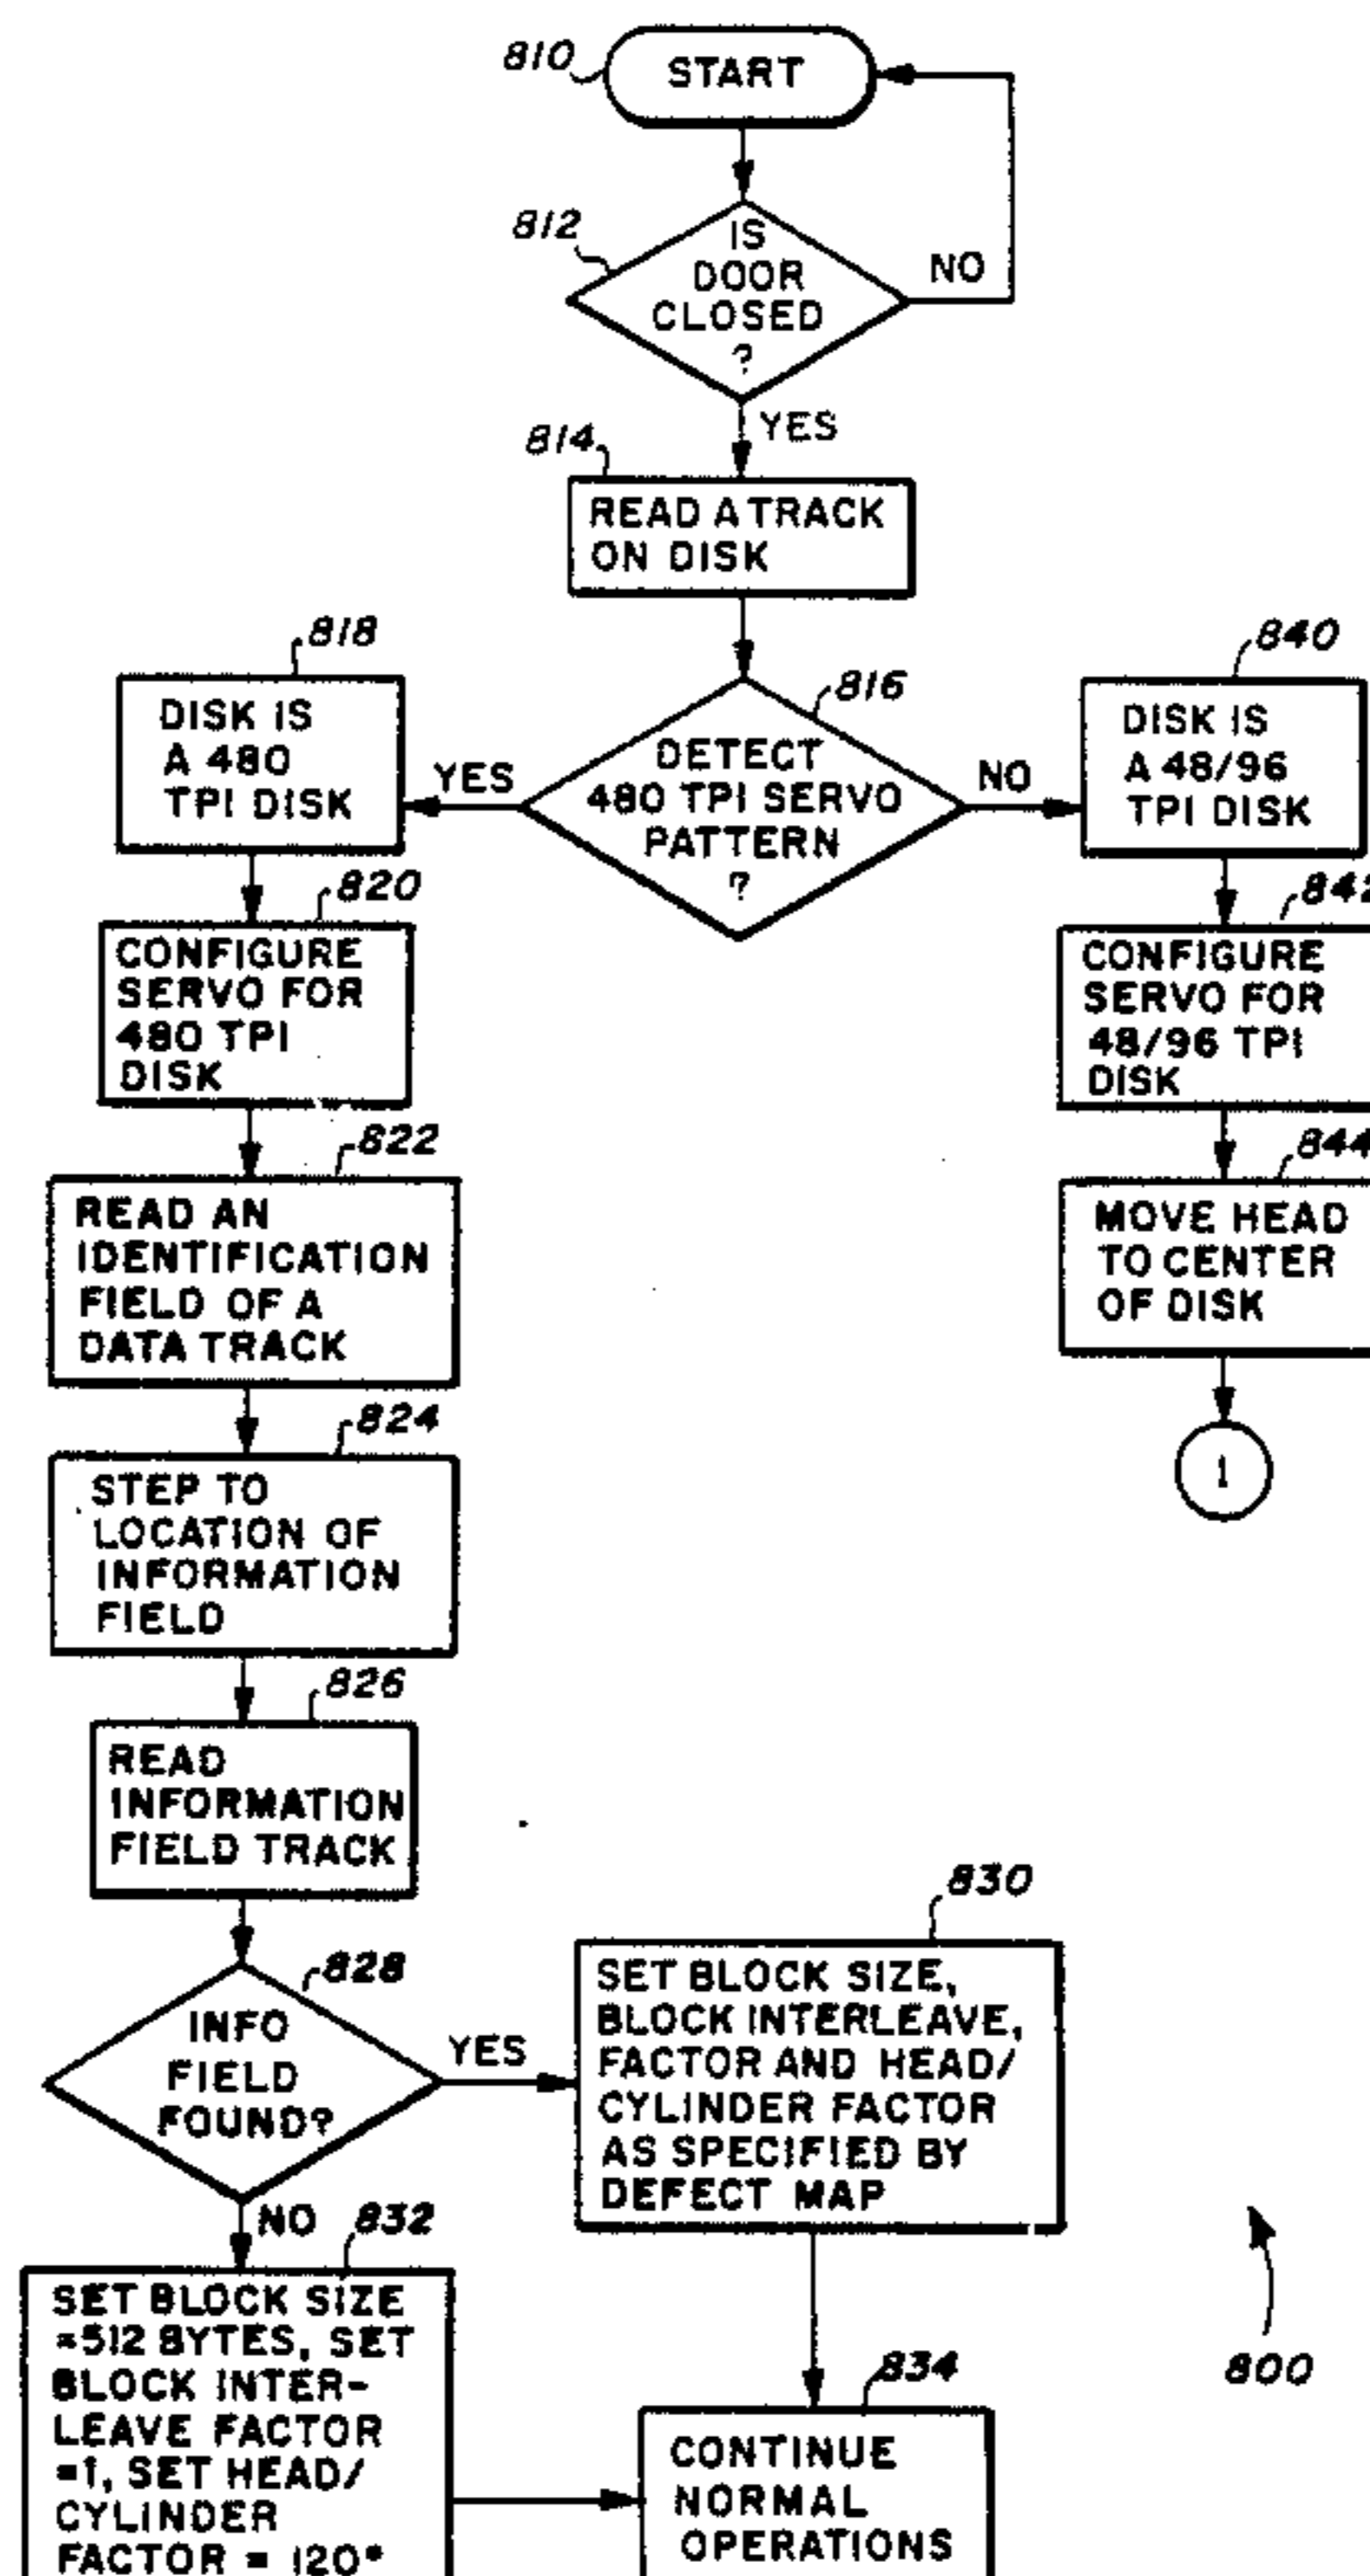 810
START
812
IS
DOOR
CLOSED
?
NO
YES
814
READ A TRACK
ON DISK
816
DETECT
480 TPI SERVO
PATTERN
?
YES
NO
818
DISK IS
A 480
TPI DISK
840
DISK IS
A 48/96
TPI DISK
820
CONFIGURE
SERVO FOR
480 TPI
DISK
842
CONFIGURE
SERVO FOR
48/96 TPI
DISK
822
READ AN
IDENTIFICATION
FIELD OF A
DATA TRACK
844
MOVE HEAD
TO CENTER
OF DISK
1
824
STEP TO
LOCATION OF
INFORMATION
FIELD
826
READ
INFORMATION
FIELD TRACK
828
INFO
FIELD
FOUND?
YES
NO
830
SET BLOCK SIZE,
BLOCK INTERLEAVE,
FACTOR AND HEAD/
CYLINDER FACTOR
AS SPECIFIED BY
DEFECT MAP
832
SET BLOCK SIZE
=512 BYTES, SET
BLOCK INTER-
LEAVE FACTOR
=1, SET HEAD/
CYLINDER
FACTOR = 120°
834
CONTINUE
NORMAL
OPERATIONS
800